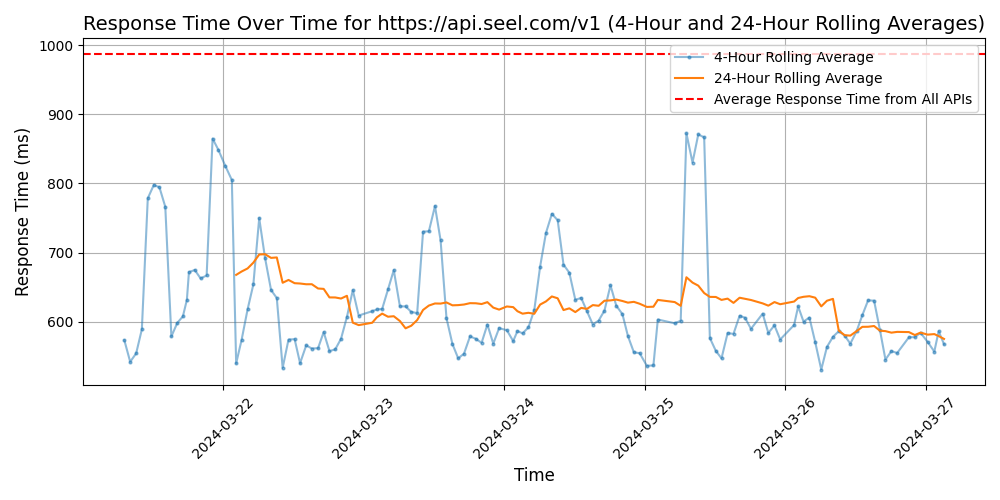 Response Time Over Time for https://api.seel.com/v1 (4-Hour and 24-Hour Rolling Averages)
Response Time (ms)
1000
900
800
700
600
4-Hour Rolling Average
24-Hour Rolling Average
Average Response Time from All APIs
2024-03-22
2024-03-23
2024-03-24
2024-03-25
2024-03-26
2024-03-27
Time